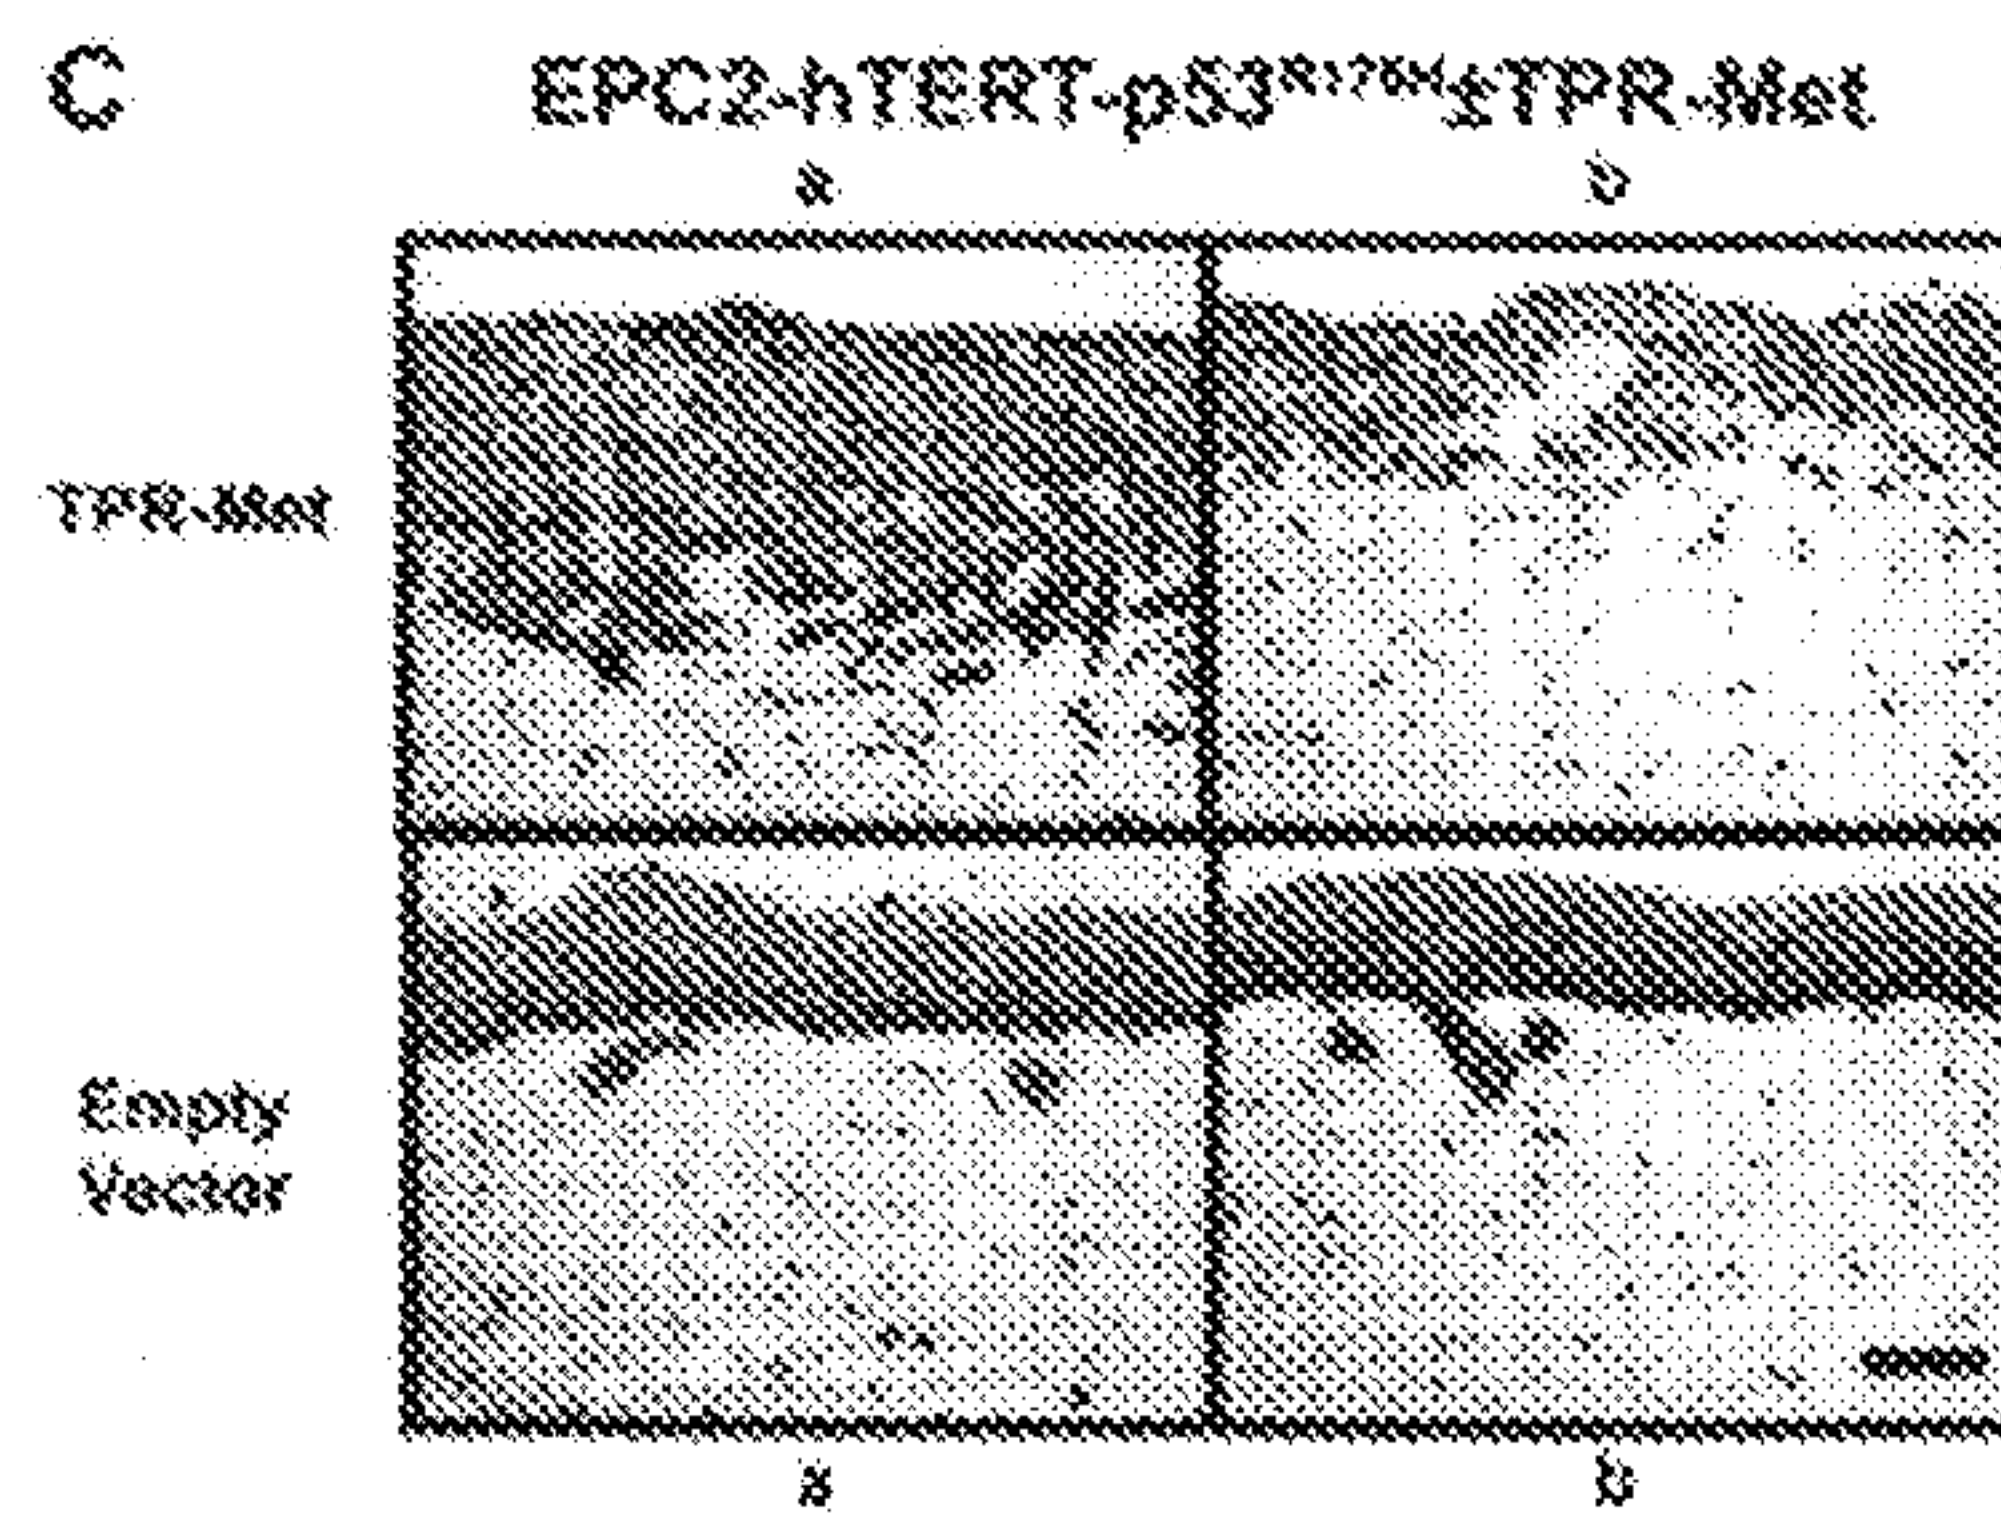 C
EPC2-hTERT-p53R175H±TPR-Met
a b
TPR-Met
Empty
Vector
a b